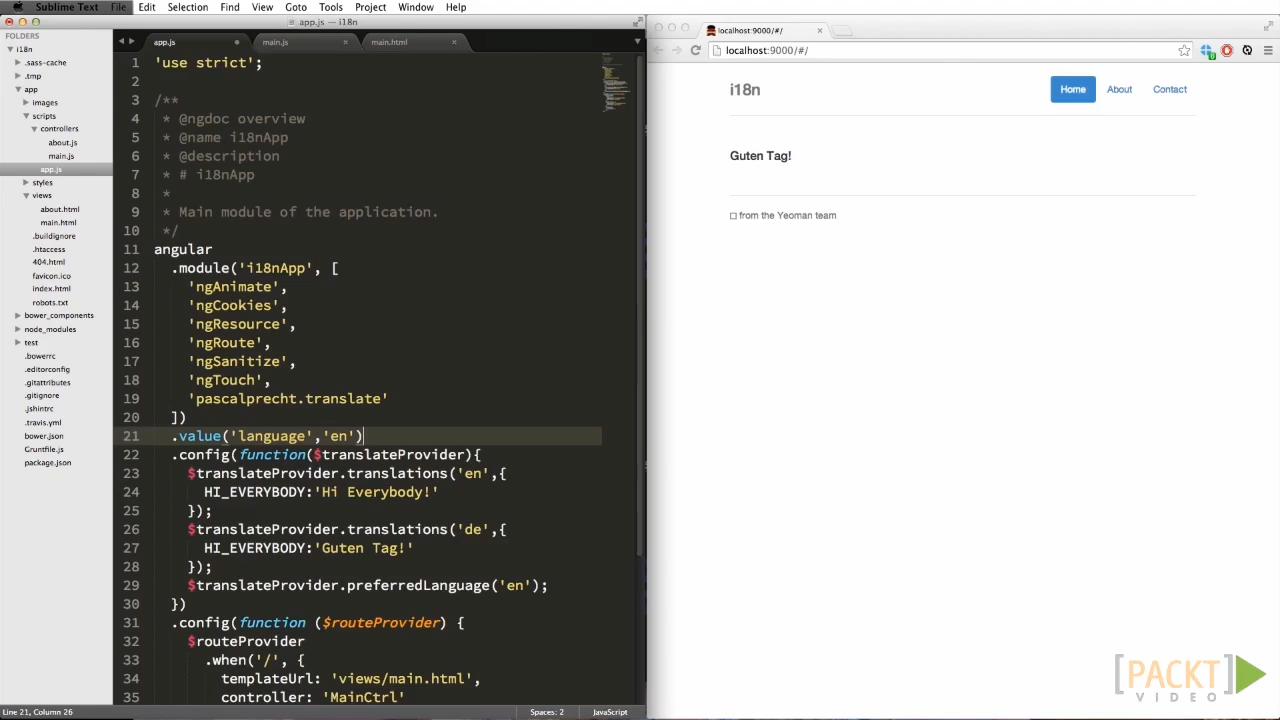 Sublime Text File Edit Selection Find View Goto Tools Project Window Help
app.js — i18n
FOLDERS
i18n
.sass-cache
.tmp
app
images
scripts
controllers
about.js
main.js
app.js
styles
views
about.html
main.html
.buildignore
.htaccess
404.html
favicon.ico
index.html
robots.txt
bower_components
node_modules
test
.bowerrc
.editorconfig
.gitattributes
.gitignore
.jshintrc
.travis.yml
bower.json
Gruntfile.js
package.json
app.js main.js main.html
1 'use strict';
2
3 /**
4 * @ngdoc overview
5 * @name i18nApp
6 * @description
7 * # i18nApp
8 *
9 * Main module of the application.
10 */
11 angular
12 .module('i18nApp', [
13 'ngAnimate',
14 'ngCookies',
15 'ngResource',
16 'ngRoute',
17 'ngSanitize',
18 'ngTouch',
19 'pascalprecht.translate'
20 ])
21 .value('language','en')
22 .config(function($translateProvider){
23 $translateProvider.translations('en',{
24 HI_EVERYBODY:'Hi Everybody!'
25 });
26 $translateProvider.translations('de',{
27 HI_EVERYBODY:'Guten Tag!'
28 });
29 $translateProvider.preferredLanguage('en');
30 })
31 .config(function ($routeProvider) {
32 $routeProvider
33 .when('/', {
34 templateUrl: 'views/main.html',
35 controller: 'MainCtrl'
Line 21, Column 26 Spaces: 2 JavaScript
localhost:9000/#/
localhost:9000/#/
i18n Home About Contact
Guten Tag!
from the Yeoman team
[PACKT]
VIDEO